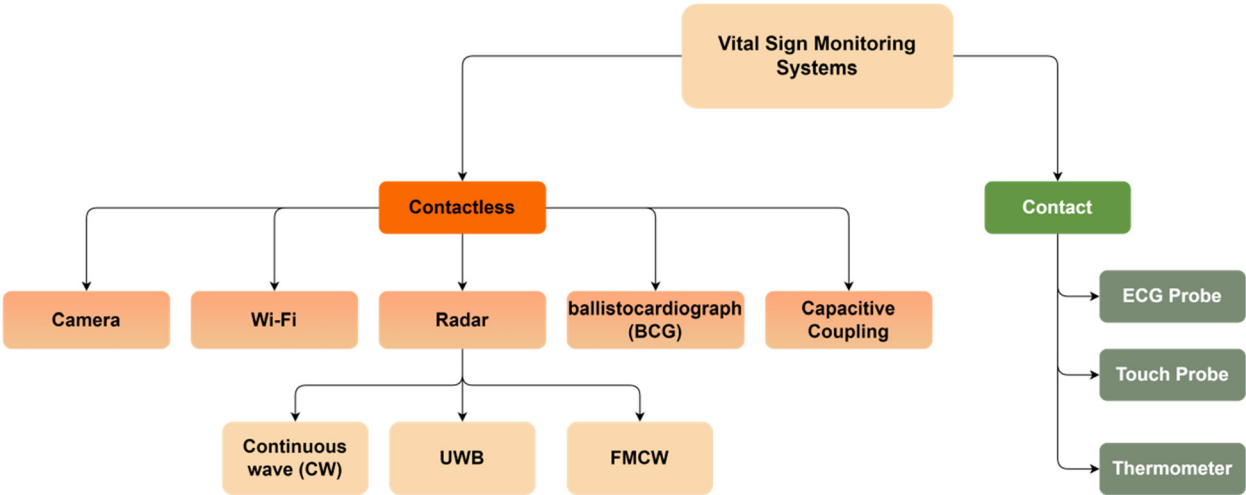 Vital Sign Monitoring
Systems
Contactless
Contact
Camera
Wi-Fi
Radar
ballistocardiograph
(BCG)
Capacitive
Coupling
ECG Probe
Touch Probe
Thermometer
Continuous
wave (CW)
UWB
FMCW